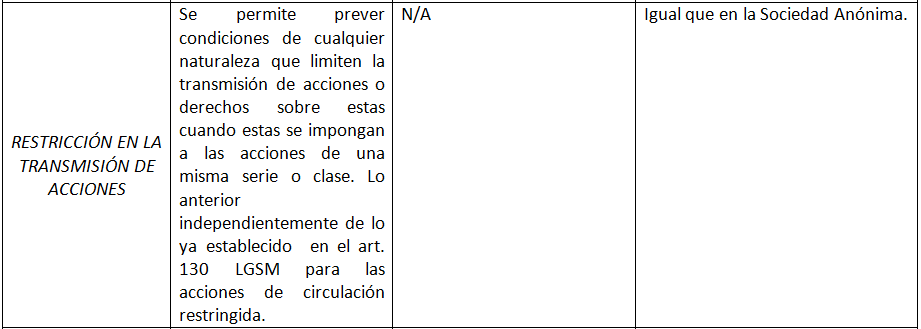 RESTRICCIÓN EN LA
TRANSMISIÓN DE
ACCIONES
Se permite prever
condiciones de cualquier
naturaleza que limiten la
transmisión de acciones o
derechos sobre estas
cuando estas se impongan
a las acciones de una
misma serie o clase. Lo
anterior
independientemente de lo
ya establecido en el art.
130 LGSM para las
acciones de circulación
restringida.
N/A
Igual que en la Sociedad Anónima.